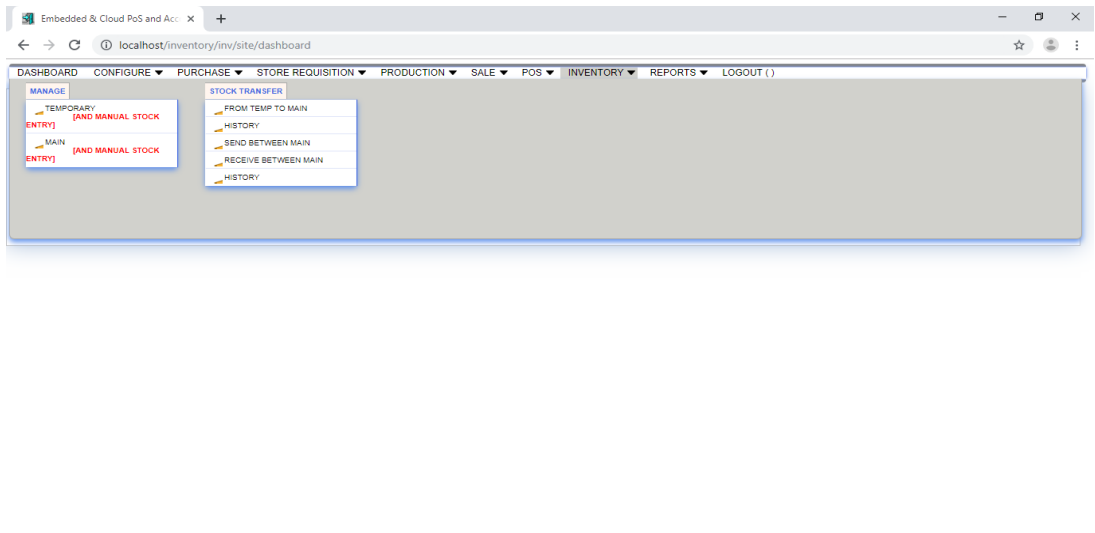 Embedded & Cloud PoS and Acc
localhost/inventory/inv/site/dashboard
DASHBOARD CONFIGURE PURCHASE STORE REQUISITION PRODUCTION SALE POS INVENTORY REPORTS LOGOUT ( )
MANAGE
TEMPORARY
[AND MANUAL STOCK
ENTRY]
MAIN
[AND MANUAL STOCK
ENTRY]
STOCK TRANSFER
FROM TEMP TO MAIN
HISTORY
SEND BETWEEN MAIN
RECEIVE BETWEEN MAIN
HISTORY